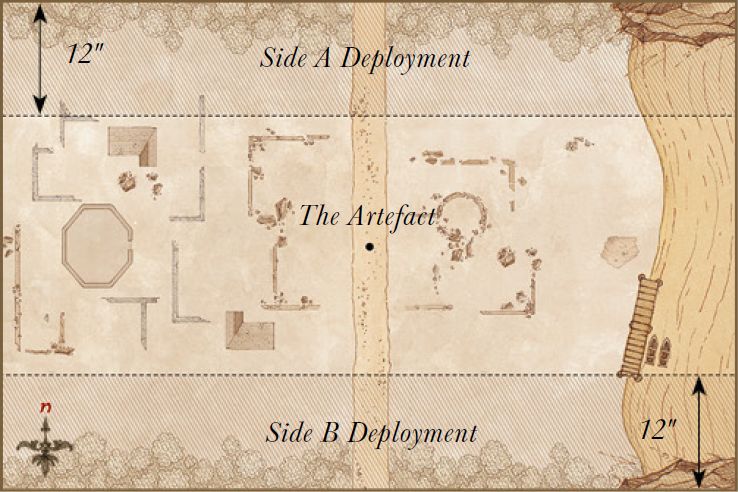 12"
Side A Deployment
The Artefact
n
Side B Deployment
12"